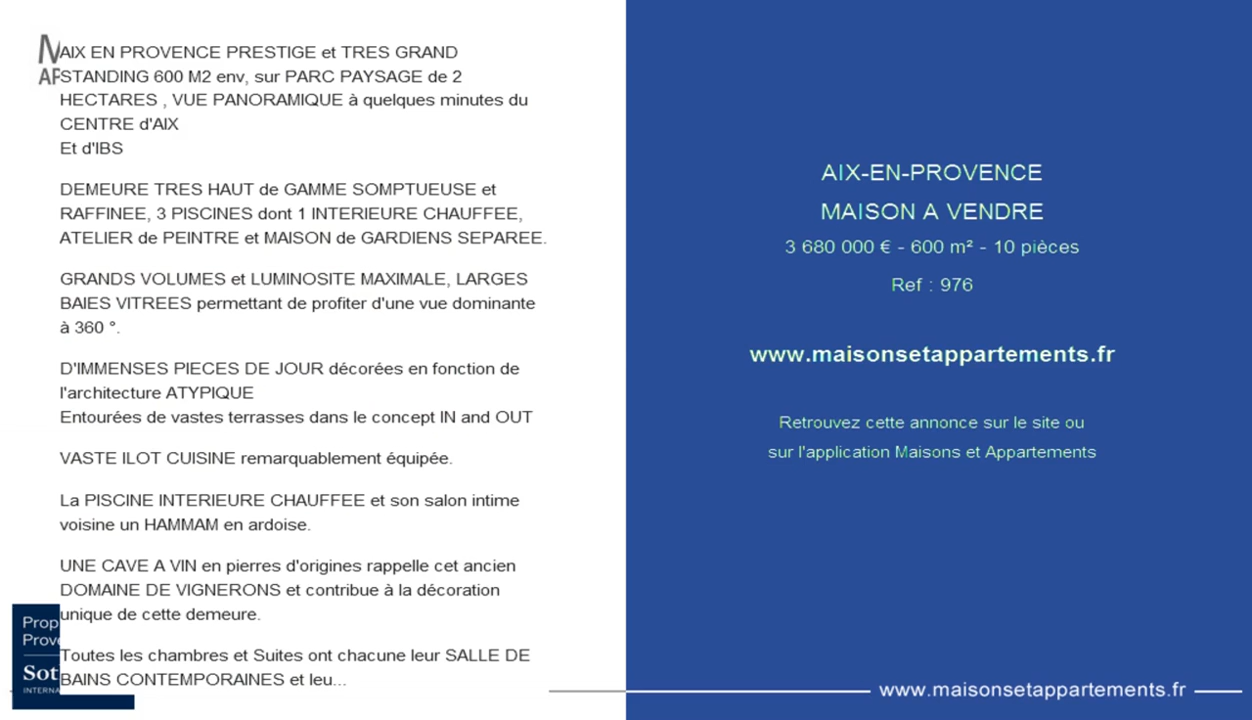 AIX EN PROVENCE PRESTIGE et TRES GRAND
STANDING 600 M2 env, sur PARC PAYSAGE de 2
HECTARES , VUE PANORAMIQUE à quelques minutes du
CENTRE d'AIX
Et d'IBS
DEMEURE TRES HAUT de GAMME SOMPTUEUSE et
RAFFINEE, 3 PISCINES dont 1 INTERIEURE CHAUFFEE,
ATELIER de PEINTRE et MAISON de GARDIENS SEPAREE.
GRANDS VOLUMES et LUMINOSITE MAXIMALE, LARGES
BAIES VITREES permettant de profiter d'une vue dominante
à 360 °.
D'IMMENSES PIECES DE JOUR décorées en fonction de
l'architecture ATYPIQUE
Entourées de vastes terrasses dans le concept IN and OUT
VASTE ILOT CUISINE remarquablement équipée.
La PISCINE INTERIEURE CHAUFFEE et son salon intime
voisine un HAMMAM en ardoise.
UNE CAVE A VIN en pierres d'origines rappelle cet ancien
DOMAINE DE VIGNERONS et contribue à la décoration
unique de cette demeure.
Toutes les chambres et Suites ont chacune leur SALLE DE
BAINS CONTEMPORAINES et leu...
AIX-EN-PROVENCE
MAISON A VENDRE
3 680 000 € - 600 m² - 10 pièces
Ref : 976
www.maisonsetappartements.fr
Retrouvez cette annonce sur le site ou
sur l'application Maisons et Appartements
www.maisonsetappartements.fr